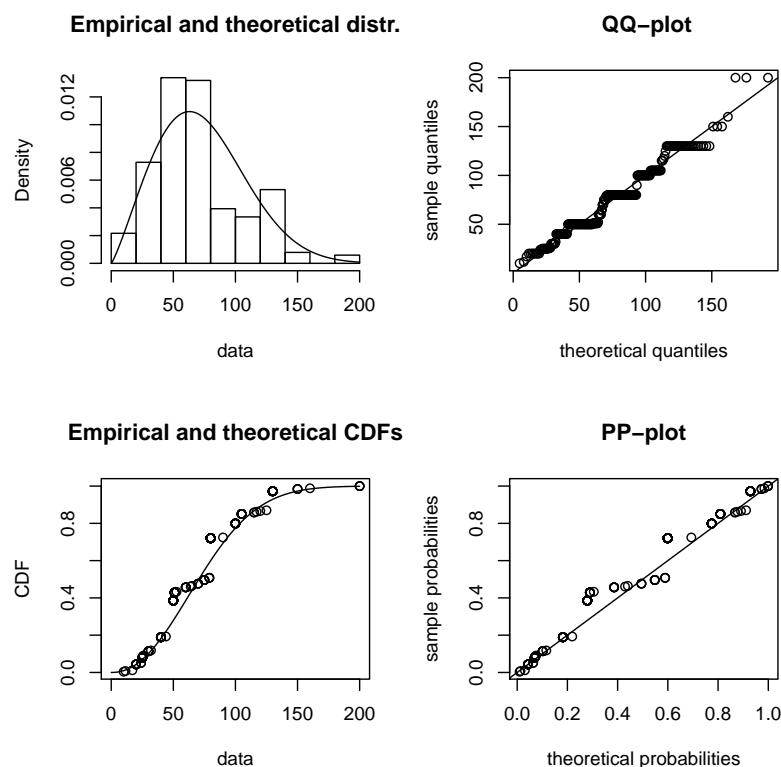 Empirical and theoretical distr.
Density
0.000
0.006
0.012
0
50
100
150
200
data
QQ−plot
sample quantiles
50
100
150
200
0
50
100
150
theoretical quantiles
Empirical and theoretical CDFs
CDF
0.0
0.4
0.8
0
50
100
150
200
data
PP−plot
sample probabilities
0.0
0.4
0.8
0.0
0.2
0.4
0.6
0.8
1.0
theoretical probabilities